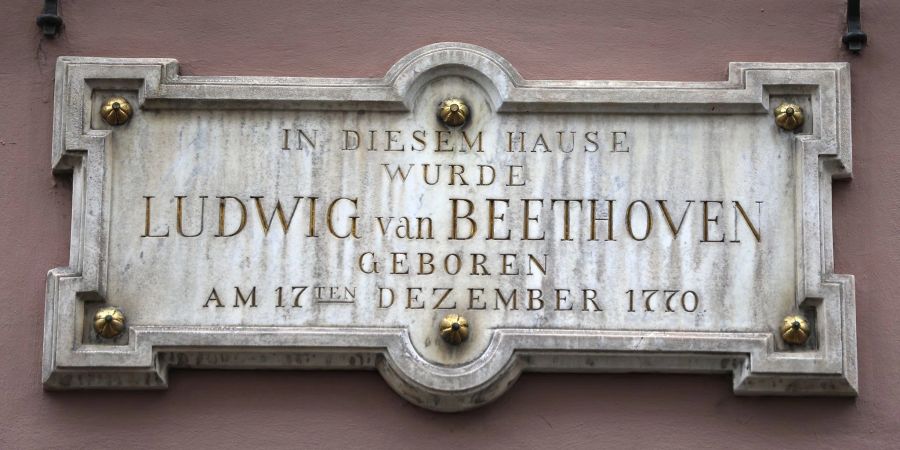 IN DIESEM HAUSE
WURDE
LUDWIG van BEETHOVEN
GEBOREN
AM 17TEN DEZEMBER 1770